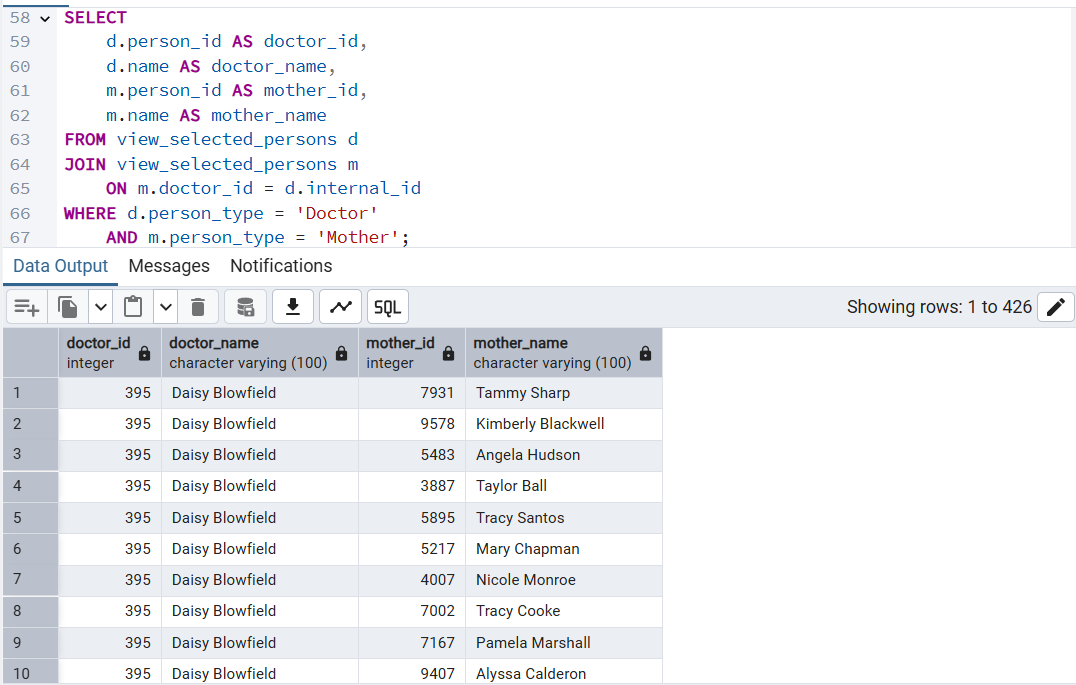 58 SELECT
59 d.person_id AS doctor_id,
60 d.name AS doctor_name,
61 m.person_id AS mother_id,
62 m.name AS mother_name
63 FROM view_selected_persons d
64 JOIN view_selected_persons m
65 ON m.doctor_id = d.internal_id
66 WHERE d.person_type = 'Doctor'
67 AND m.person_type = 'Mother';
Data Output Messages Notifications
SQL Showing rows: 1 to 426
doctor_id doctor_name mother_id mother_name
integer character varying (100) integer character varying (100)
1 395 Daisy Blowfield 7931 Tammy Sharp
2 395 Daisy Blowfield 9578 Kimberly Blackwell
3 395 Daisy Blowfield 5483 Angela Hudson
4 395 Daisy Blowfield 3887 Taylor Ball
5 395 Daisy Blowfield 5895 Tracy Santos
6 395 Daisy Blowfield 5217 Mary Chapman
7 395 Daisy Blowfield 4007 Nicole Monroe
8 395 Daisy Blowfield 7002 Tracy Cooke
9 395 Daisy Blowfield 7167 Pamela Marshall
10 395 Daisy Blowfield 9407 Alyssa Calderon